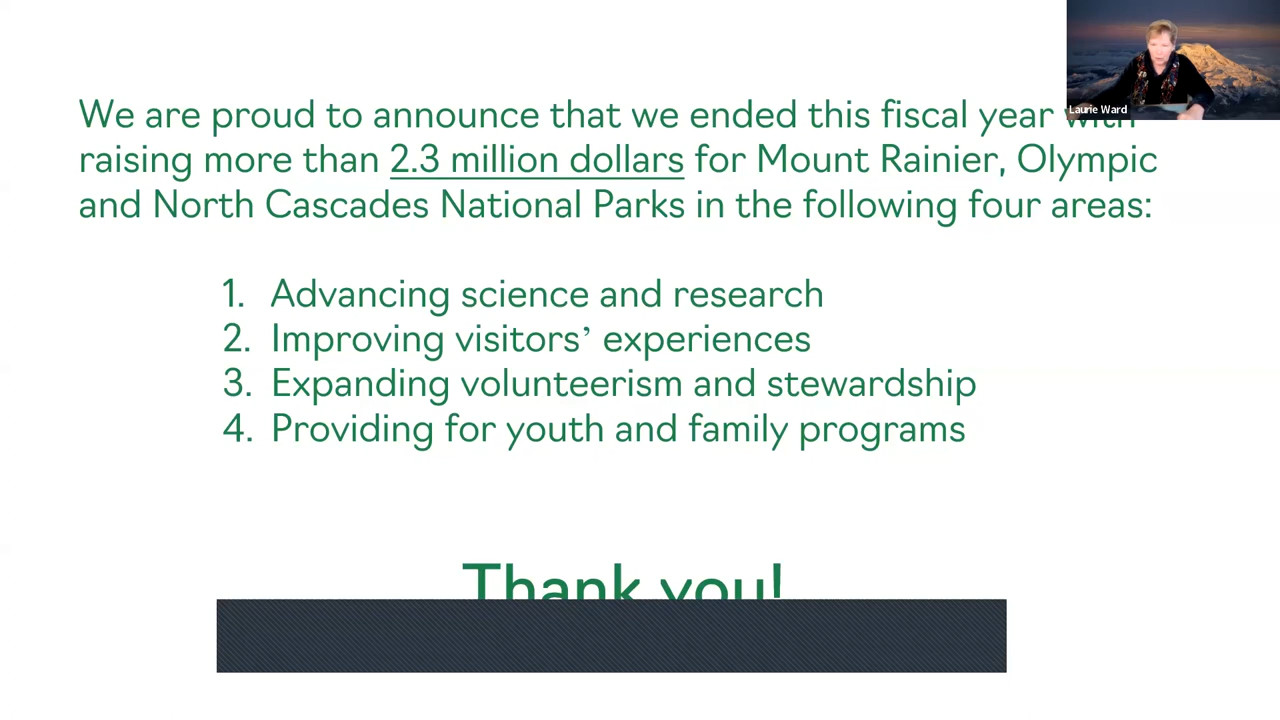 We are proud to announce that we ended this fiscal year with
raising more than 2.3 million dollars for Mount Rainier, Olympic
and North Cascades National Parks in the following four areas:
1. Advancing science and research
2. Improving visitors’ experiences
3. Expanding volunteerism and stewardship
4. Providing for youth and family programs
Thank you!
Laurie Ward